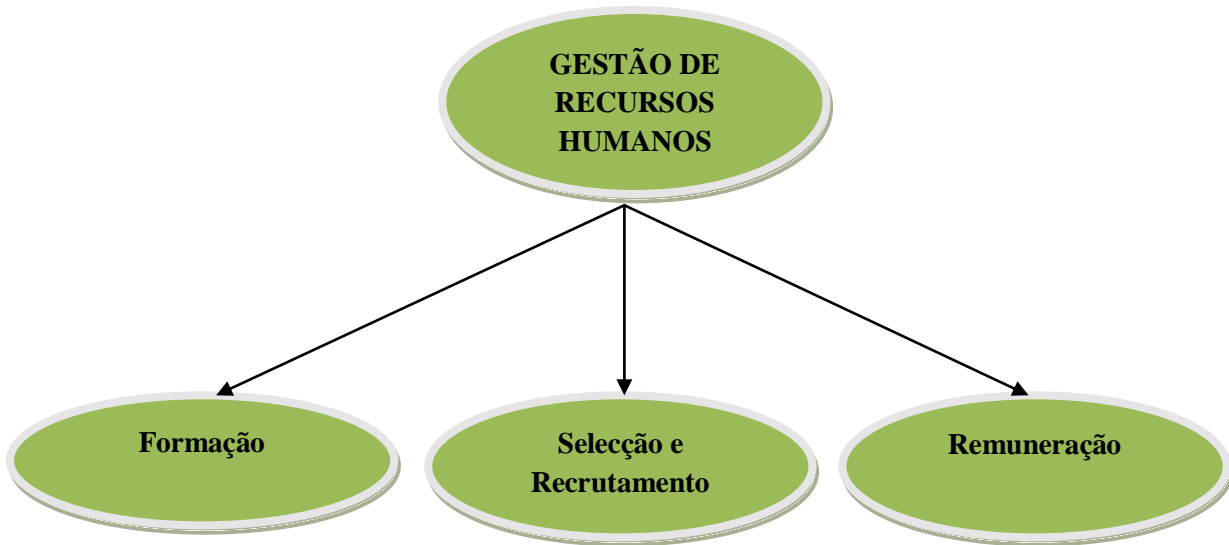 GESTÃO DE
RECURSOS
HUMANOS
Formação
Selecção e
Recrutamento
Remuneração